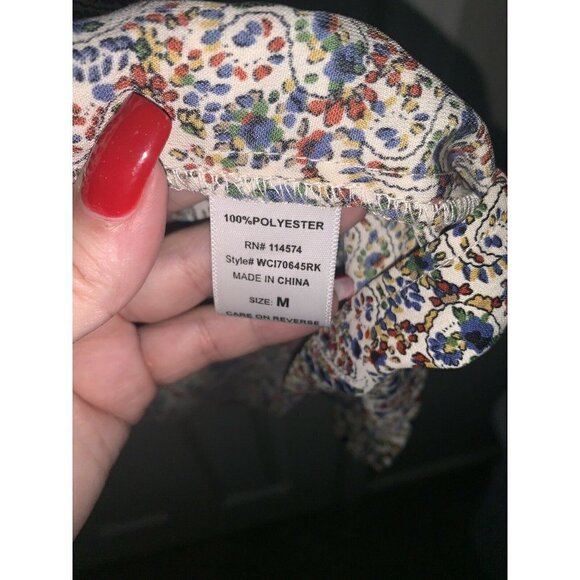 100%POLYESTER
RN# 114574
Style# WCI70645RK
MADE IN CHINA
SIZE: M
CARE ON REVERSE